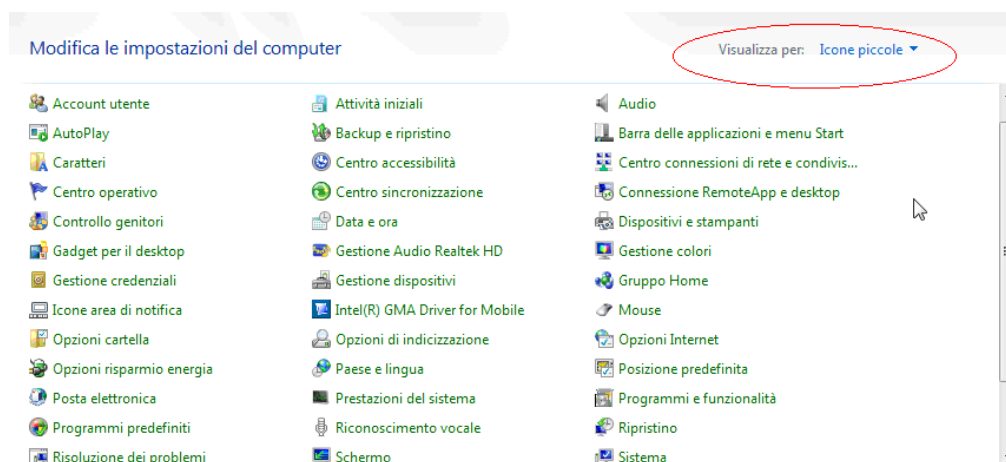 Modifica le impostazioni del computer
Visualizza per: Icone piccole
Account utente
Attività iniziali
Audio
AutoPlay
Backup e ripristino
Barra delle applicazioni e menu Start
Caratteri
Centro accessibilità
Centro connessioni di rete e condivis...
Centro operativo
Centro sincronizzazione
Connessione RemoteApp e desktop
Controllo genitori
Data e ora
Dispositivi e stampanti
Gadget per il desktop
Gestione Audio Realtek HD
Gestione colori
Gestione credenziali
Gestione dispositivi
Gruppo Home
Icone area di notifica
Intel(R) GMA Driver for Mobile
Mouse
Opzioni cartella
Opzioni di indicizzazione
Opzioni Internet
Opzioni risparmio energia
Paese e lingua
Posizione predefinita
Posta elettronica
Prestazioni del sistema
Programmi e funzionalità
Programmi predefiniti
Riconoscimento vocale
Ripristino
Risoluzione dei problemi
Schermo
Sistema